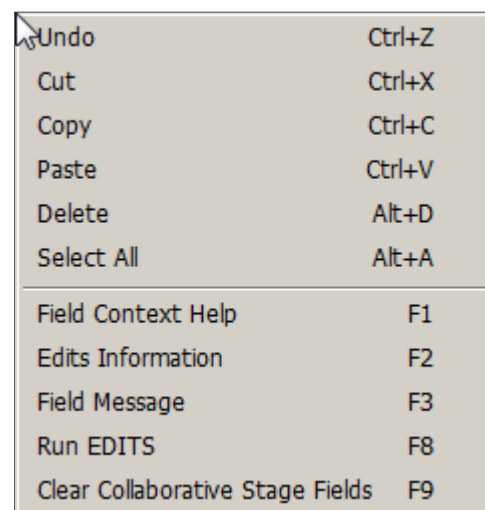 Undo Ctrl+Z
Cut Ctrl+X
Copy Ctrl+C
Paste Ctrl+V
Delete Alt+D
Select All Alt+A
Field Context Help F1
Edits Information F2
Field Message F3
Run EDITS F8
Clear Collaborative Stage Fields F9